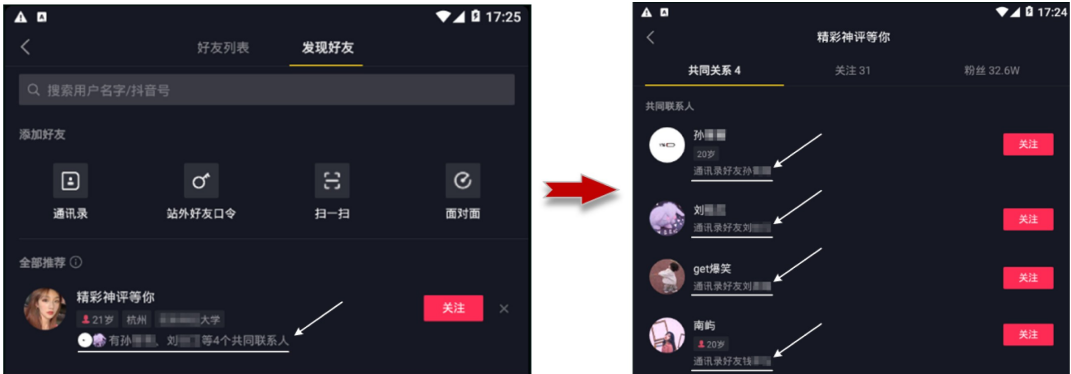 17:25
好友列表
发现好友
搜索用户名字/抖音号
添加好友
通讯录
站外好友口令
扫一扫
面对面
全部推荐
精彩神评等你
21岁 杭州 大学
有孙 、刘 等4个共同联系人
关注
17:24
精彩神评等你
共同关系 4
关注 31
粉丝 32.6W
共同联系人
孙
20岁
通讯录好友孙
关注
刘
通讯录好友刘
关注
get爆笑
通讯录好友刘
关注
南屿
20岁
通讯录好友钱
关注